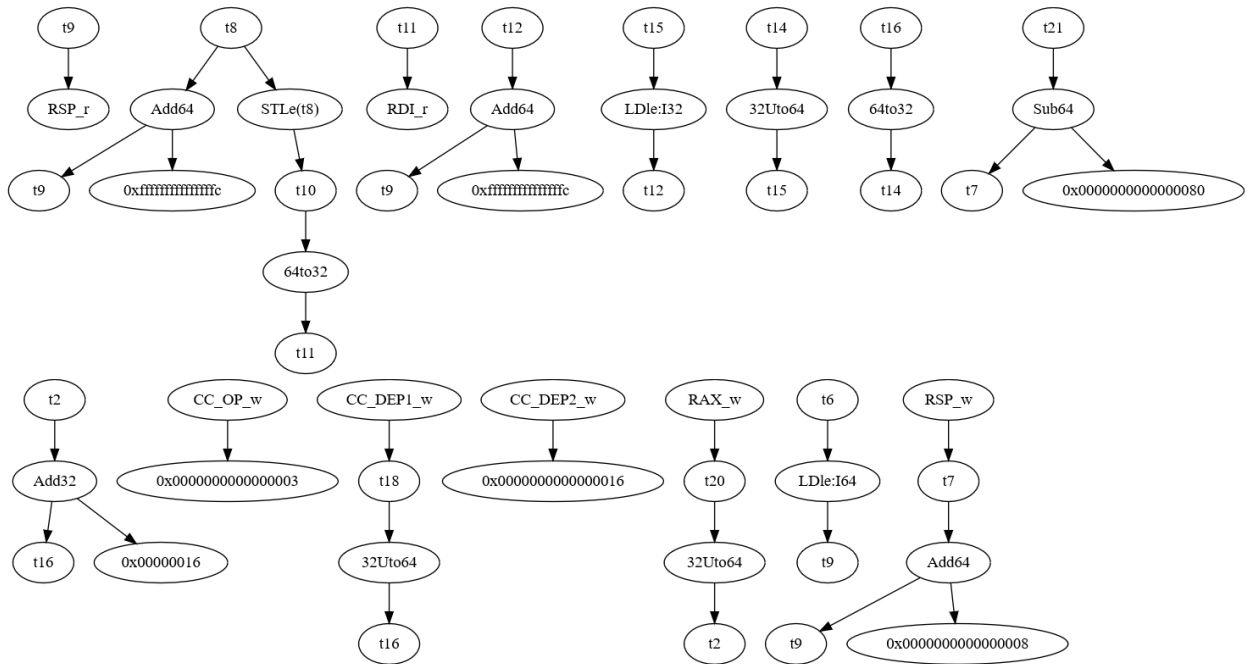 t9 t8 t11 t12 t15 t14 t16 t21
RSP_r Add64 STLe(t8) RDI_r Add64 LDle:I32 32Uto64 64to32 Sub64
t9 0xfffffffffffffffc t10 t9 0xfffffffffffffffc t12 t15 t14 t7 0x0000000000000080
64to32
t11
t2 CC_OP_w CC_DEP1_w CC_DEP2_w RAX_w t6 RSP_w
Add32 0x0000000000000003 t18 0x0000000000000016 t20 LDle:I64 t7
t16 0x00000016 32Uto64 32Uto64 t9 Add64
t16 t2 t9 0x0000000000000008